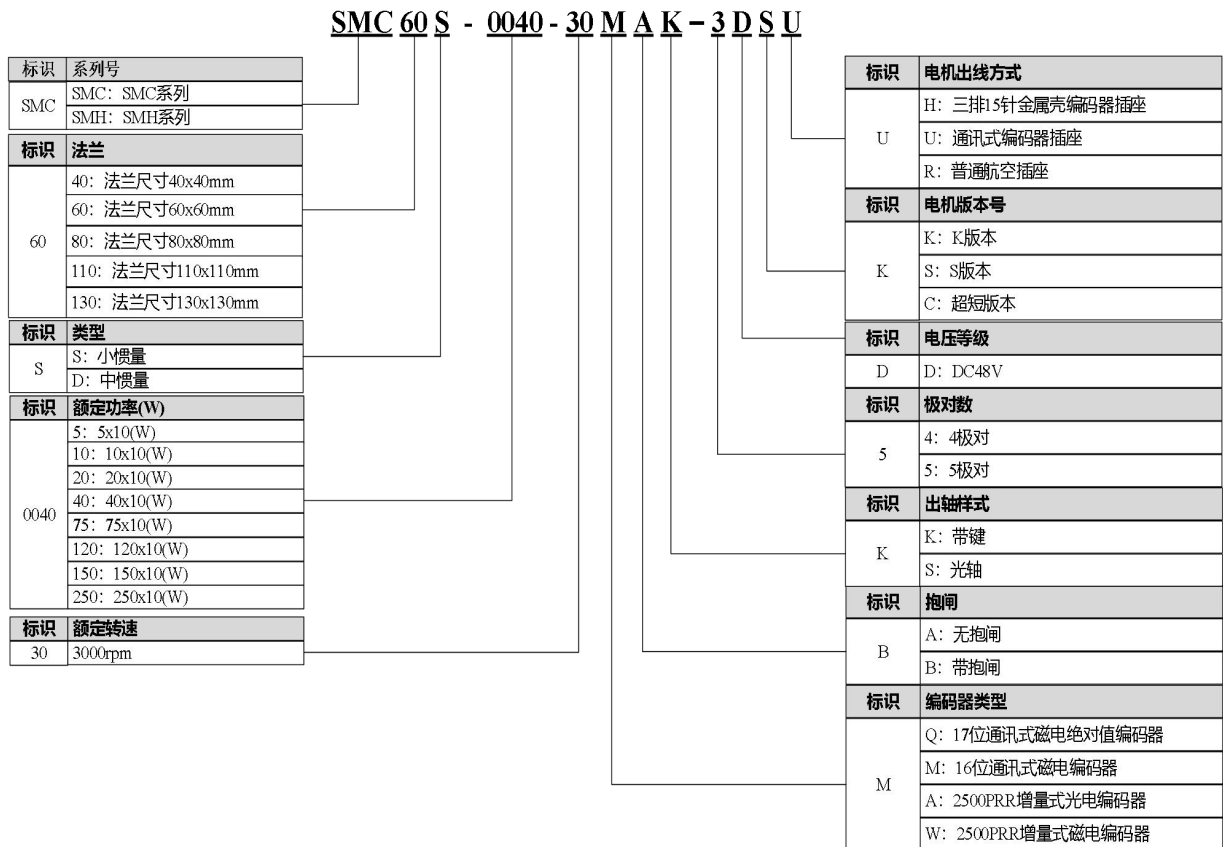 SMC60S - 0040 - 30MAK－3DSU
标识 系列号
SMC
SMC：SMC系列
SMH：SMH系列
标识 法兰
60
40：法兰尺寸40x40mm
60：法兰尺寸60x60mm
80：法兰尺寸80x80mm
110：法兰尺寸110x110mm
130：法兰尺寸130x130mm
标识 类型
S
S：小惯量
D：中惯量
标识 额定功率(W)
0040
5：5x10(W)
10：10x10(W)
20：20x10(W)
40：40x10(W)
75：75x10(W)
120：120x10(W)
150：150x10(W)
250：250x10(W)
标识 额定转速
30 3000rpm
标识 电机出线方式
U
H：三排15针金属壳编码器插座
U：通讯式编码器插座
R：普通航空插座
标识 电机版本号
K
K：K版本
S：S版本
C：超短版本
标识 电压等级
D D：DC48V
标识 极对数
5
4：4极对
5：5极对
标识 出轴样式
K
K：带键
S：光轴
标识 抱闸
B
A：无抱闸
B：带抱闸
标识 编码器类型
M
Q：17位通讯式磁电绝对值编码器
M：16位通讯式磁电编码器
A：2500PRR增量式光电编码器
W：2500PRR增量式磁电编码器